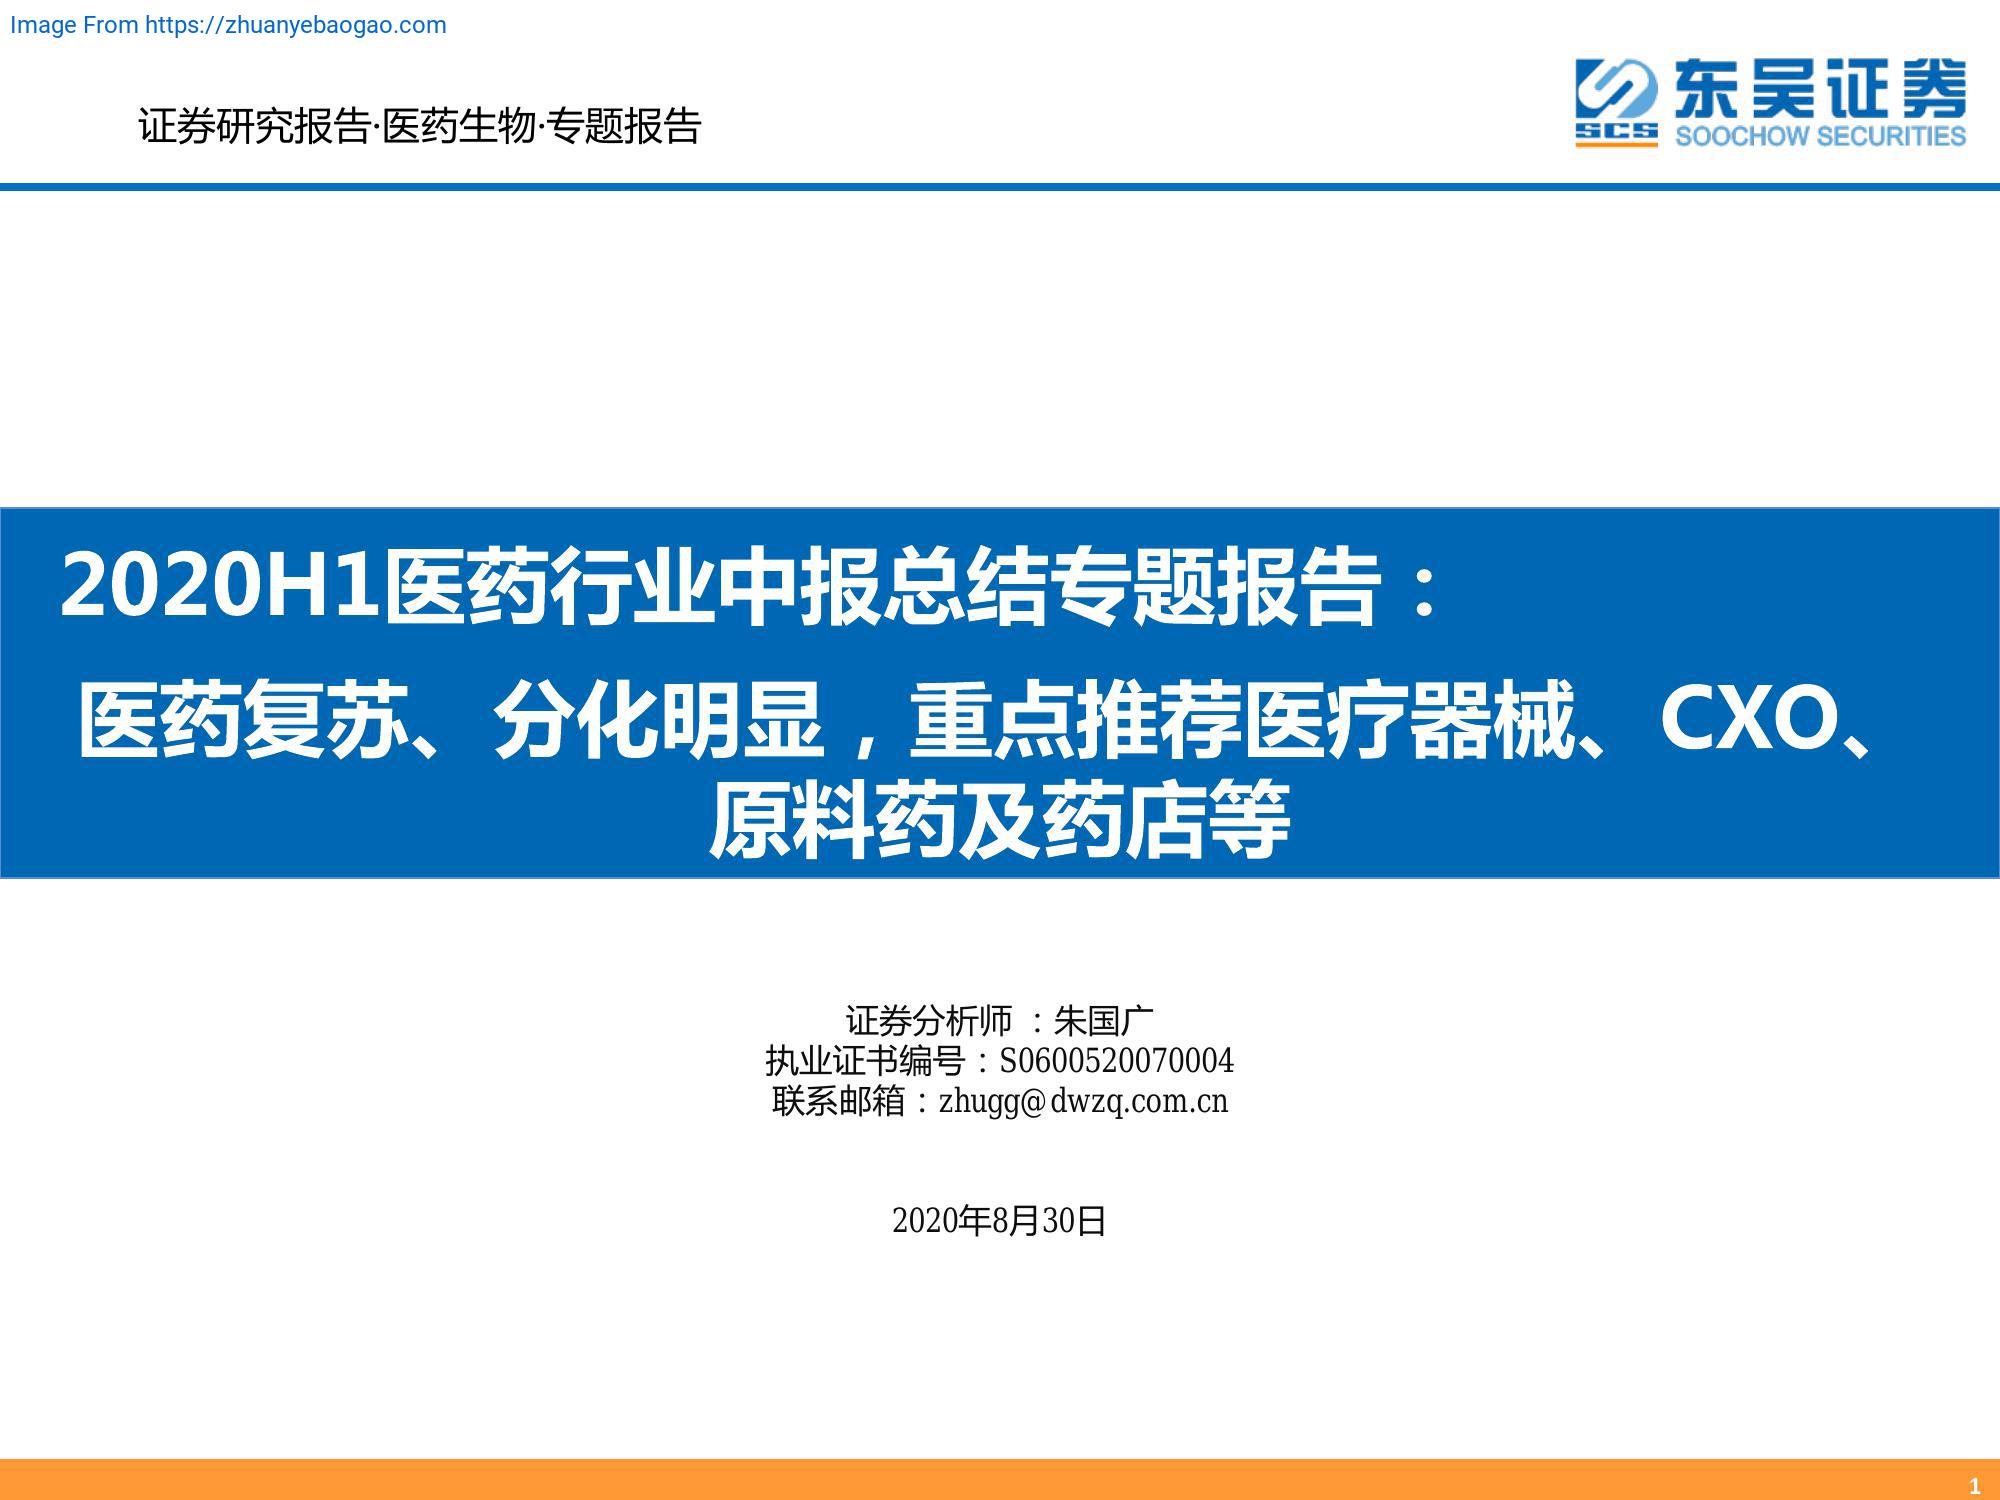 Image From https://zhuanyebaogao.com
证券研究报告·医药生物·专题报告
东吴证券
SCS
SOOCHOW SECURITIES
2020H1医药行业中报总结专题报告：
医药复苏、分化明显，重点推荐医疗器械、CXO、
原料药及药店等
证券分析师 ：朱国广
执业证书编号：S0600520070004
联系邮箱：zhugg@dwzq.com.cn
2020年8月30日
1